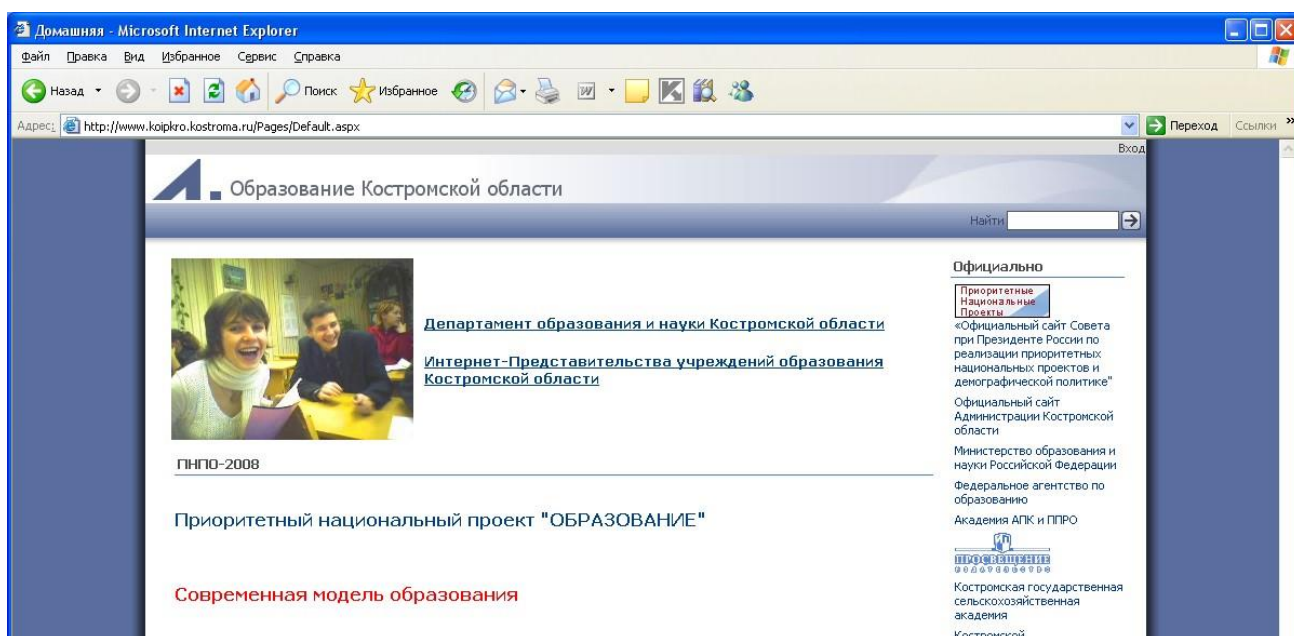 Домашняя - Microsoft Internet Explorer
Файл Правка Вид Избранное Сервис Справка
Назад Поиск Избранное
Адрес: http://www.koipkro.kostroma.ru/Pages/Default.aspx Переход Ссылки »
Вход
Образование Костромской области
Найти
Департамент образования и науки Костромской области
Интернет-Представительства учреждений образования
Костромской области
ПНПО-2008
Приоритетный национальный проект "ОБРАЗОВАНИЕ"
Современная модель образования
Официально
Приоритетные
Национальные
Проекты
«Официальный сайт Совета
при Президенте России по
реализации приоритетных
национальных проектов и
демографической политике"
Официальный сайт
Администрации Костромской
области
Министерство образования и
науки Российской Федерации
Федеральное агентство по
образованию
Академия АПК и ППРО
ПРОСВЕЩЕНИЕ
ИЗДАТЕЛЬСТВО
Костромская государственная
сельскохозяйственная
академия
Костромской